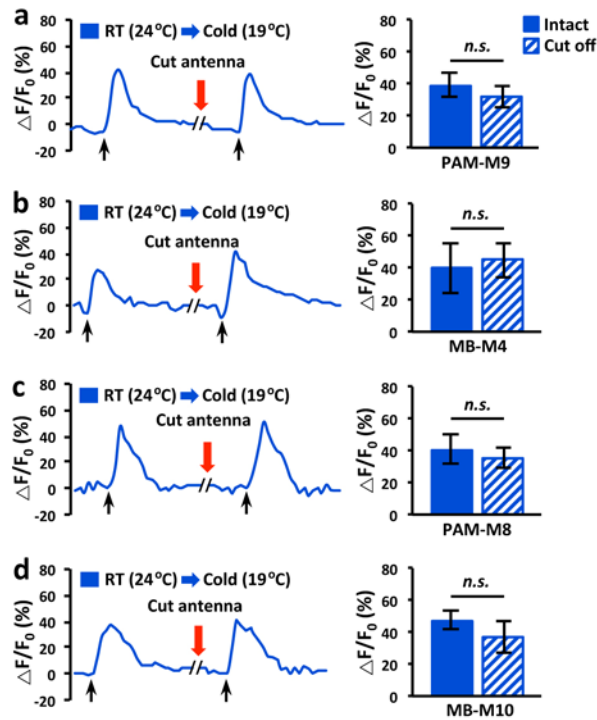 a
RT (24°C) Cold (19°C)
Cut antenna
△F/F0 (%)
80
60
40
20
0
-20
Intact
Cut off
n.s.
△F/F0 (%)
80
60
40
20
0
PAM-M9
b
RT (24°C) Cold (19°C)
Cut antenna
△F/F0 (%)
80
60
40
20
0
-20
n.s.
△F/F0 (%)
80
60
40
20
0
MB-M4
c
RT (24°C) Cold (19°C)
Cut antenna
△F/F0 (%)
80
60
40
20
0
-20
n.s.
△F/F0 (%)
80
60
40
20
0
PAM-M8
d
RT (24°C) Cold (19°C)
Cut antenna
△F/F0 (%)
80
60
40
20
0
-20
n.s.
△F/F0 (%)
80
60
40
20
0
MB-M10